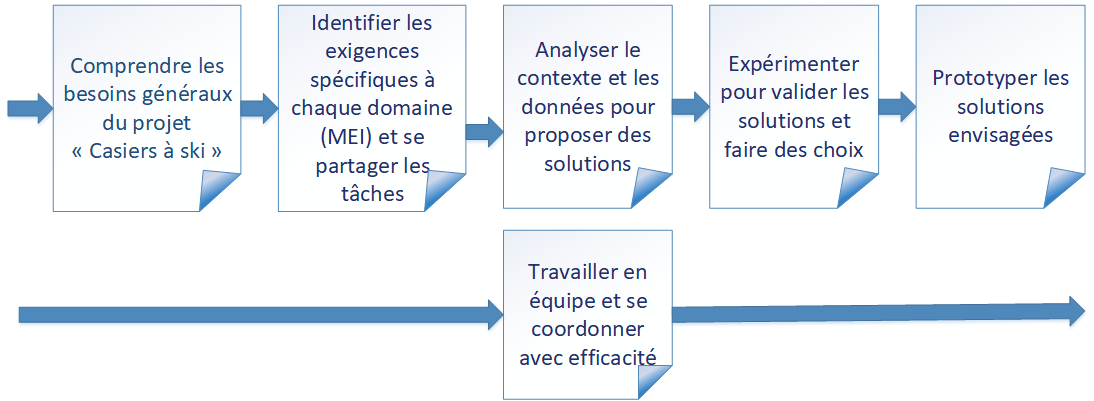 Comprendre les
besoins généraux
du projet
« Casiers à ski »
Identifier les
exigences
spécifiques à
chaque domaine
(MEI) et se
partager les
tâches
Analyser le
contexte et les
données pour
proposer des
solutions
Expérimenter
pour valider les
solutions et
faire des choix
Prototyper les
solutions
envisagées
Travailler en
équipe et se
coordonner
avec efficacité